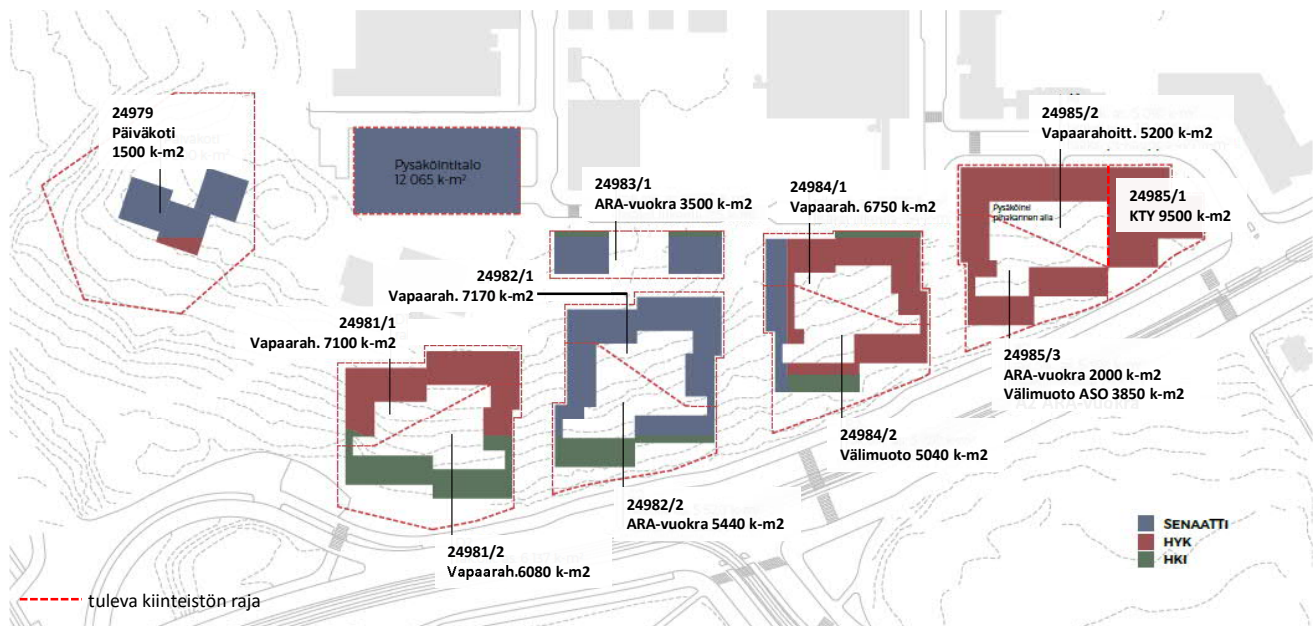 24979
Päiväkoti
1500 k-m2
Pysäköintitalo
12 065 k-m²
24983/1
ARA-vuokra 3500 k-m2
24984/1
Vapaarah. 6750 k-m2
24985/2
Vapaarahoitt. 5200 k-m2
24985/1
KTY 9500 k-m2
Pysäköinti
pihakannen alla
24982/1
Vapaarah. 7170 k-m2
24981/1
Vapaarah. 7100 k-m2
24985/3
ARA-vuokra 2000 k-m2
Välimuoto ASO 3850 k-m2
24984/2
Välimuoto 5040 k-m2
24982/2
ARA-vuokra 5440 k-m2
24981/2
Vapaarah.6080 k-m2
SENAATTI
HYK
HKI
tuleva kiinteistön raja